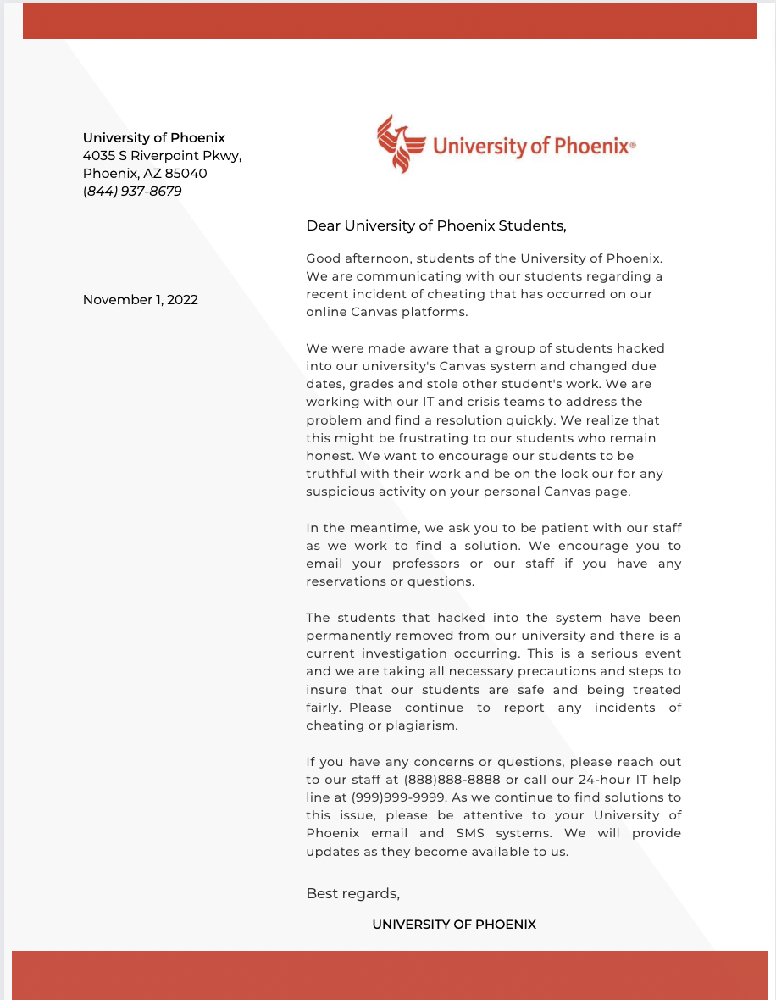 University of Phoenix
4035 S Riverpoint Pkwy,
Phoenix, AZ 85040
(844) 937-8679
University of Phoenix®
November 1, 2022
Dear University of Phoenix Students,
Good afternoon, students of the University of Phoenix.
We are communicating with our students regarding a
recent incident of cheating that has occurred on our
online Canvas platforms.
We were made aware that a group of students hacked
into our university's Canvas system and changed due
dates, grades and stole other student's work. We are
working with our IT and crisis teams to address the
problem and find a resolution quickly. We realize that
this might be frustrating to our students who remain
honest. We want to encourage our students to be
truthful with their work and be on the look our for any
suspicious activity on your personal Canvas page.
In the meantime, we ask you to be patient with our staff
as we work to find a solution. We encourage you to
email your professors or our staff if you have any
reservations or questions.
The students that hacked into the system have been
permanently removed from our university and there is a
current investigation occurring. This is a serious event
and we are taking all necessary precautions and steps to
insure that our students are safe and being treated
fairly. Please continue to report any incidents of
cheating or plagiarism.
If you have any concerns or questions, please reach out
to our staff at (888)888-8888 or call our 24-hour IT help
line at (999)999-9999. As we continue to find solutions to
this issue, please be attentive to your University of
Phoenix email and SMS systems. We will provide
updates as they become available to us.
Best regards,
UNIVERSITY OF PHOENIX